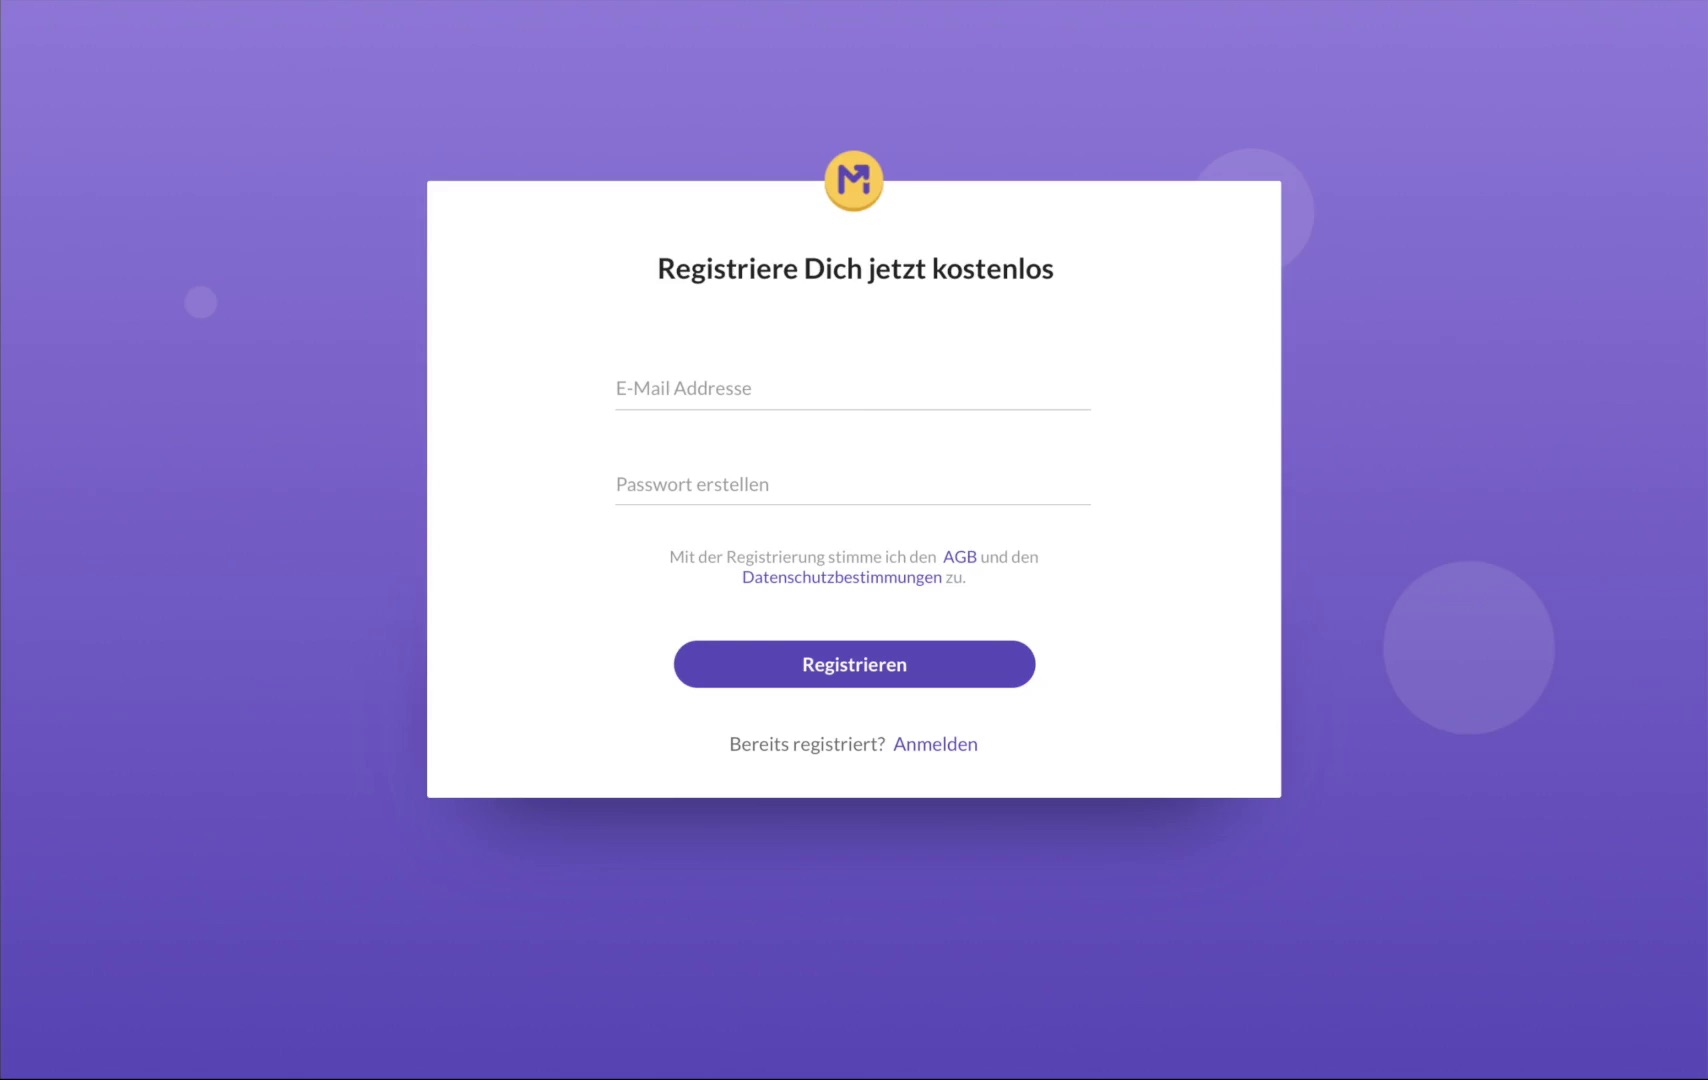 Registriere Dich jetzt kostenlos
E-Mail Addresse
Passwort erstellen
Mit der Registrierung stimme ich den AGB und den
Datenschutzbestimmungen zu.
Registrieren
Bereits registriert? Anmelden